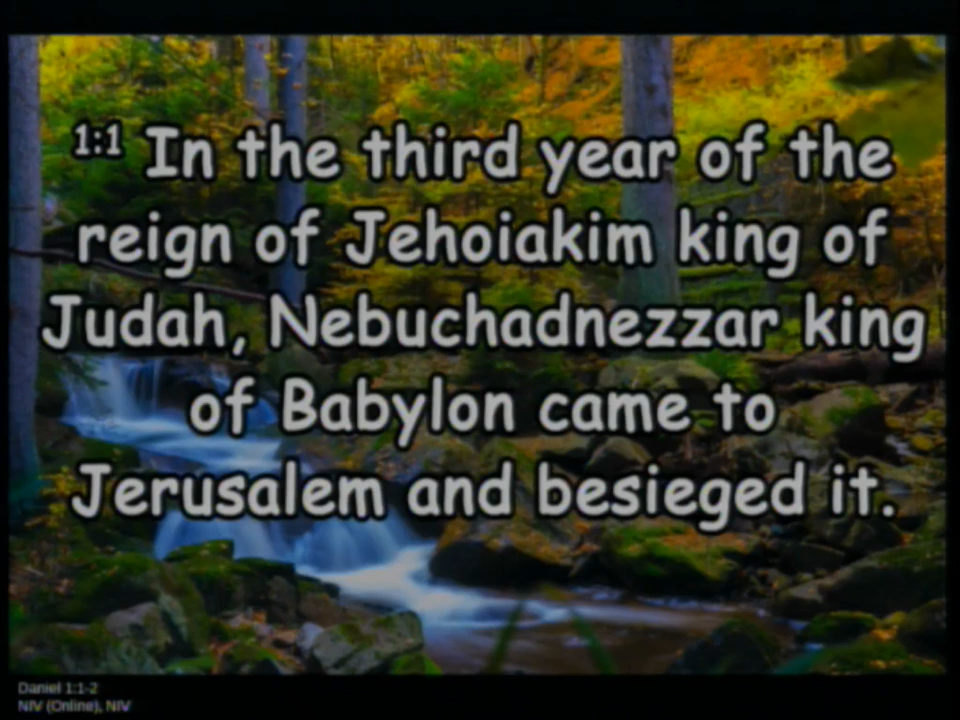 1:1 In the third year of the
reign of Jehoiakim king of
Judah, Nebuchadnezzar king
of Babylon came to
Jerusalem and besieged it.
Daniel 1:1-2
NIV (Online), NIV